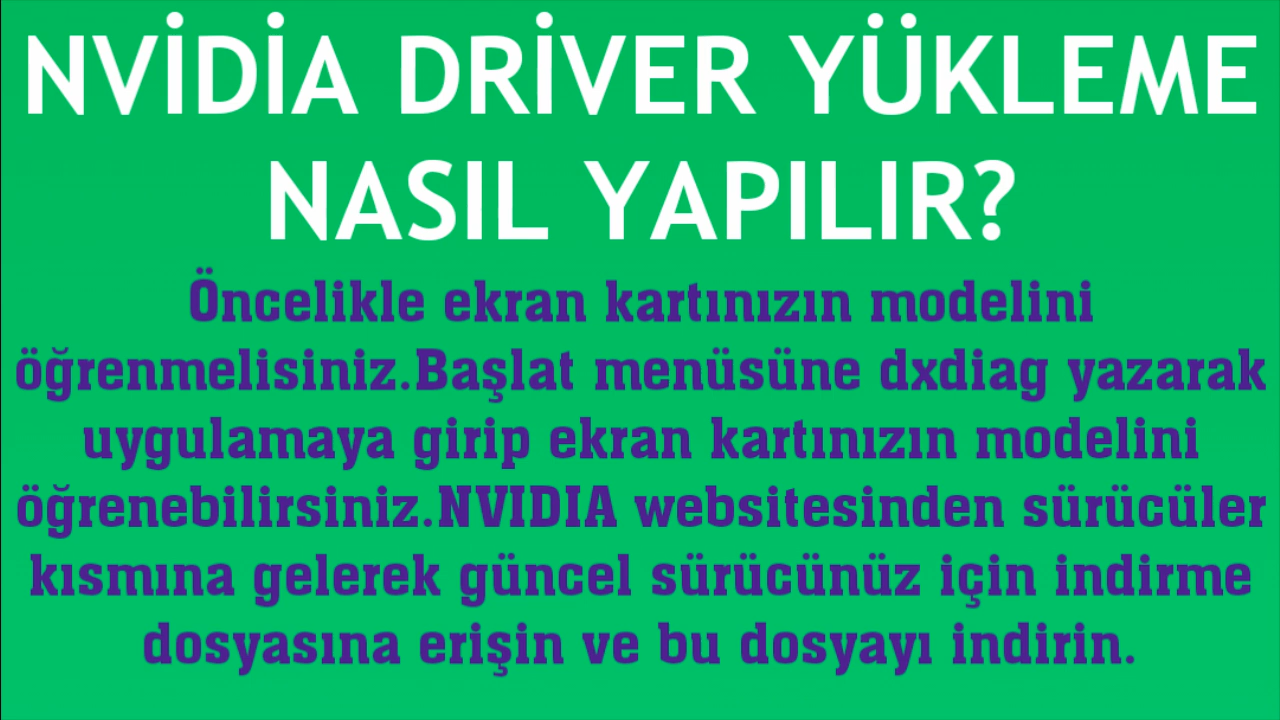 NVİDİA DRİVER YÜKLEME
NASIL YAPILIR?
Öncelikle ekran kartınızın modelini
öğrenmelisiniz.Başlat menüsüne dxdiag yazarak
uygulamaya girip ekran kartınızın modelini
öğrenebilirsiniz.NVIDIA websitesinden sürücüler
kısmına gelerek güncel sürücünüz için indirme
dosyasına erişin ve bu dosyayı indirin.